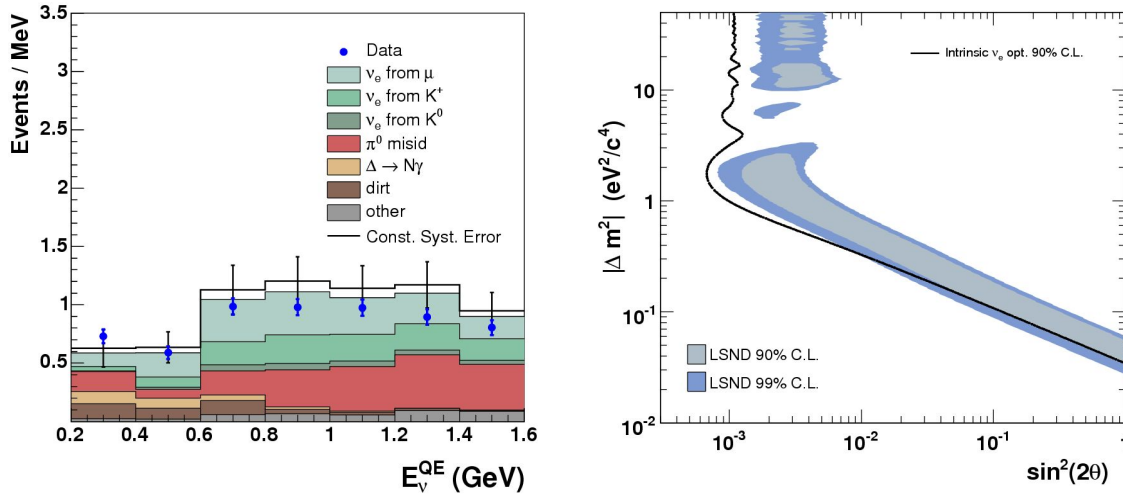 Events / MeV
3.5
3
2.5
2
1.5
1
0.5
Data
νe from μ
νe from K+
νe from K0
π0 misid
Δ → Nγ
dirt
other
Const. Syst. Error
0.2 0.4 0.6 0.8 1 1.2 1.4 1.6
EνQE (GeV)
|Δm2| (eV2/c4)
10
1
10-1
10-2
Intrinsic νe opt. 90% C.L.
LSND 90% C.L.
LSND 99% C.L.
10-3 10-2 10-1 1
sin2(2θ)